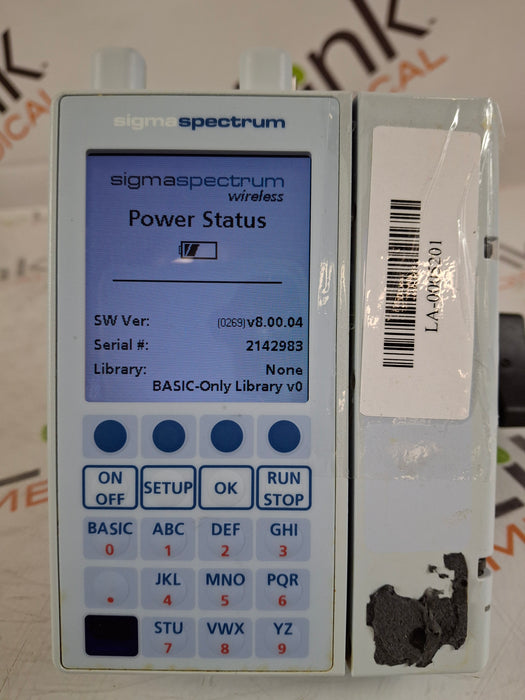 sigmaspectrum
sigmaspectrum
wireless
Power Status
SW Ver: (0269)v8.00.04
Serial #: 2142983
Library: None
BASIC-Only Library v0
ON OFF
SETUP
OK
RUN STOP
BASIC 0
ABC 1
DEF 2
GHI 3
.
JKL 4
MNO 5
PQR 6
STU 7
VWX 8
YZ 9
MEDICAL